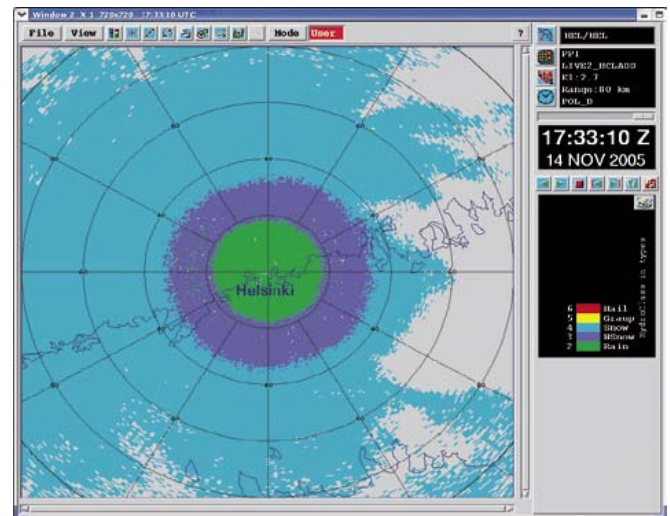 Window 2 X 1 720x720 17:33:10 UTC
File View Mode User ?
HEL/HEL
PPI
LIVE2_HCLASS
El:2.7
Range:80 km
POL_D
17:33:10 Z
14 NOV 2005
Helsinki
6 Hail
5 Graup
4 Snow
WSnow
2 Rain
HydroClass in types